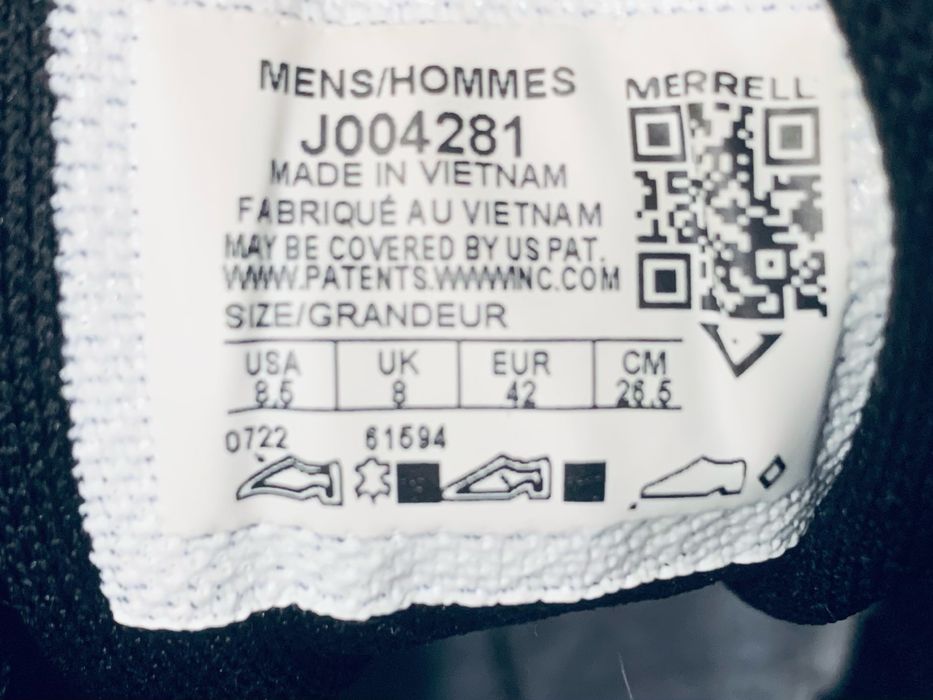 MENS/HOMMES
MERRELL
J004281
MADE IN VIETNAM
FABRIQUÉ AU VIETNAM
MAY BE COVERED BY US PAT.
WWW.PATENTS.WWWINC.COM
SIZE/GRANDEUR
USA UK EUR CM
8.5 8 42 26.5
0722 61594